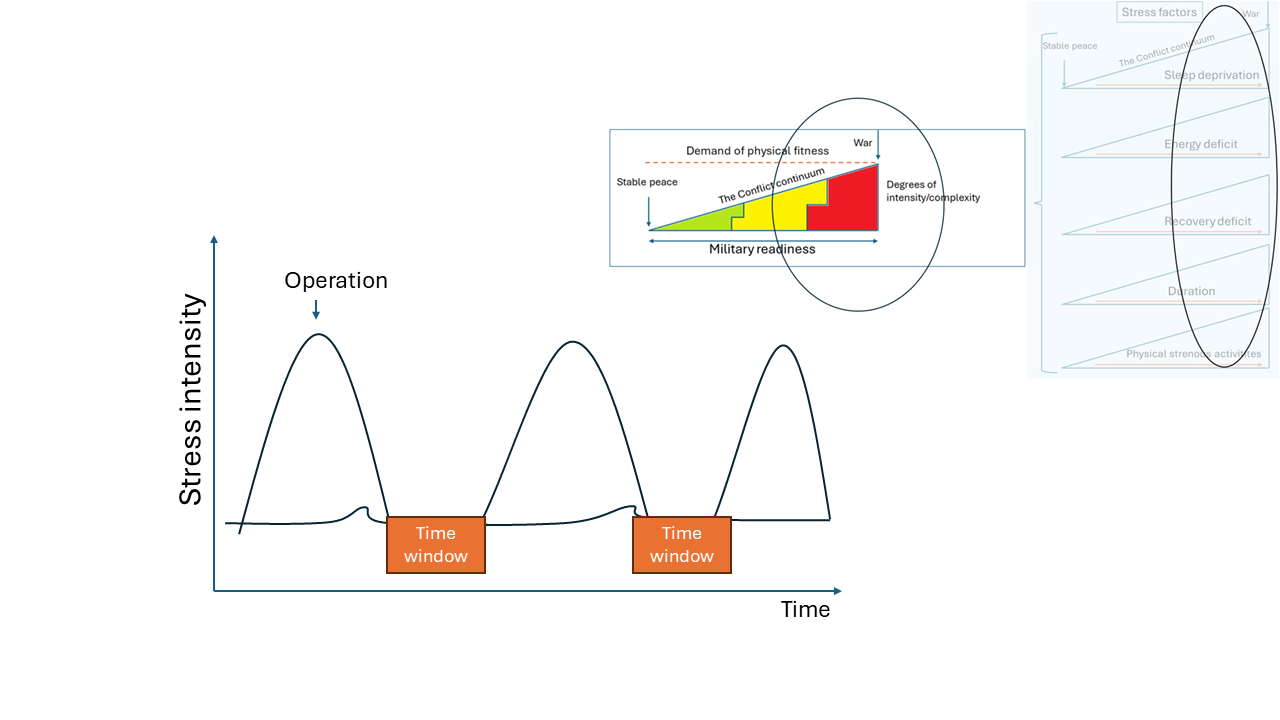 Stress factors
War
Stable peace
The Conflict continuum
Sleep deprivation
Energy deficit
Recovery deficit
Duration
Physical strenous activitites
Demand of physical fitness
War
Stable peace
The Conflict continuum
Degrees of
intensity/complexity
Military readiness
Operation
Stress intensity
Time
window
Time
window
Time